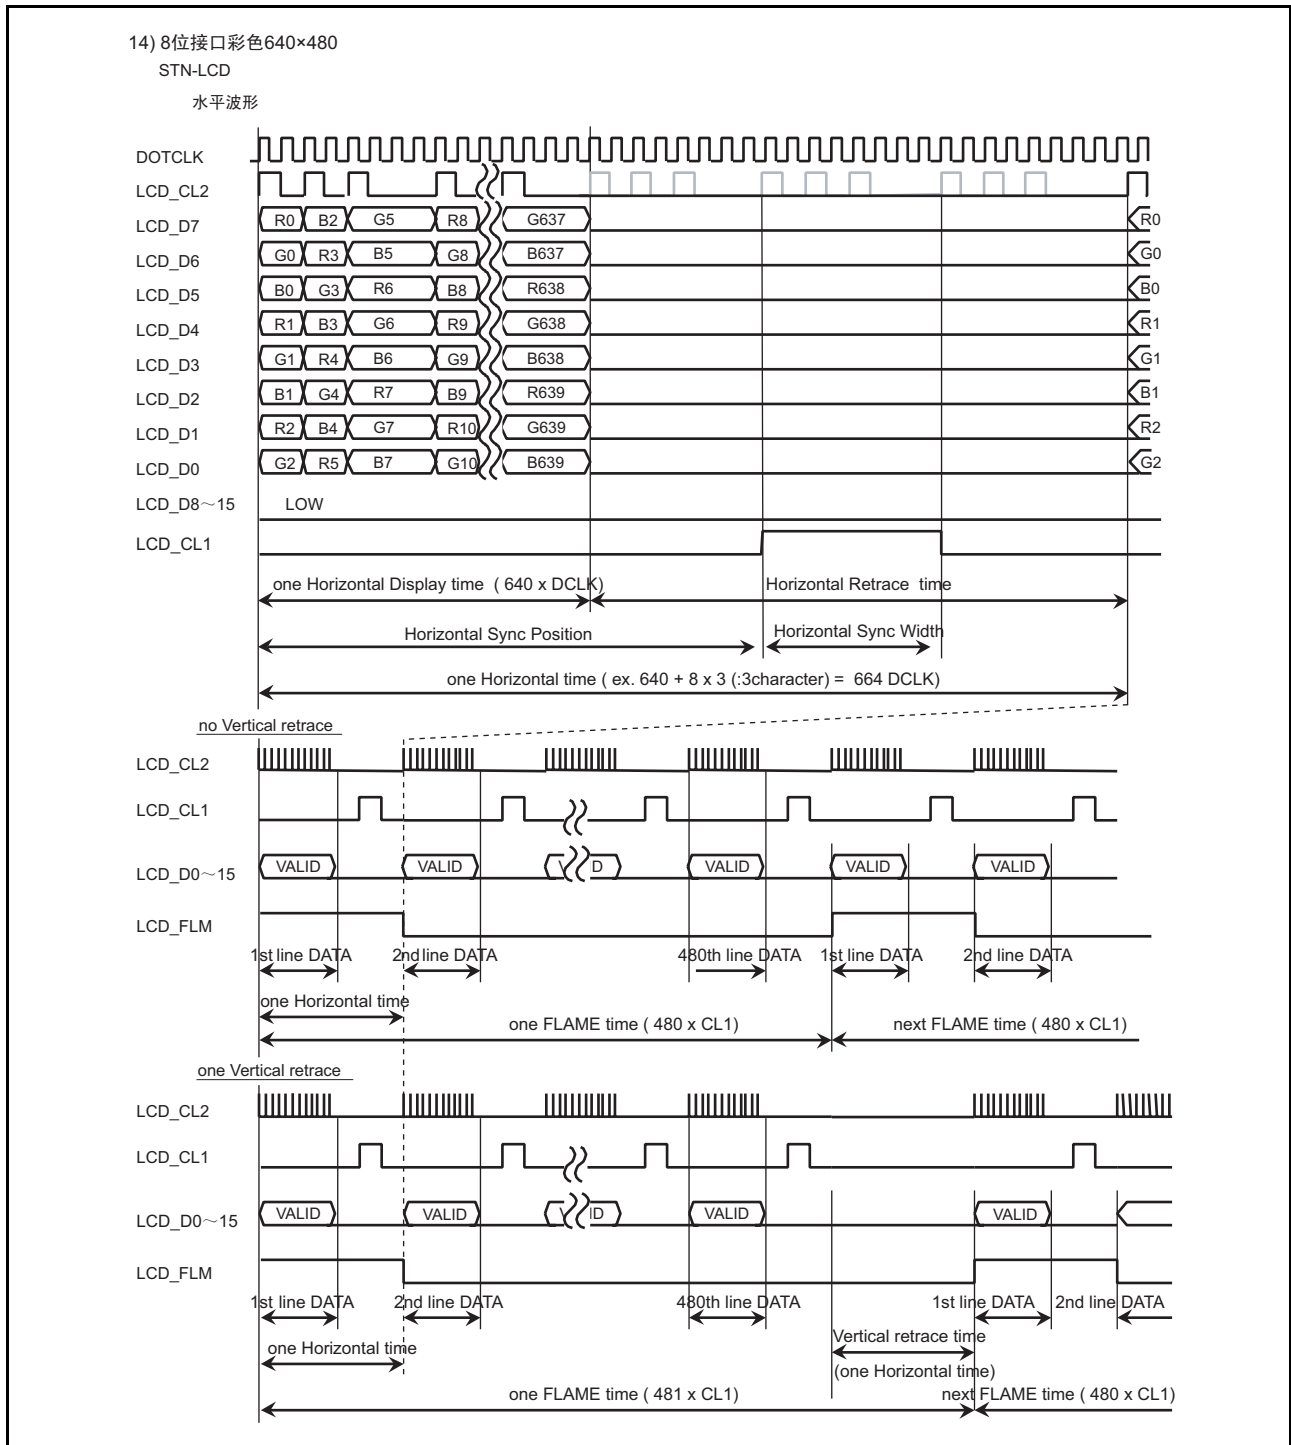 14) 8位接口彩色640×480
STN-LCD
水平波形
DOTCLK
LCD_CL2
LCD_D7 R0 B2 G5 R8 G637 R0
LCD_D6 G0 R3 B5 G8 B637 G0
LCD_D5 B0 G3 R6 B8 R638 B0
LCD_D4 R1 B3 G6 R9 G638 R1
LCD_D3 G1 R4 B6 G9 B638 G1
LCD_D2 B1 G4 R7 B9 R639 B1
LCD_D1 R2 B4 G7 R10 G639 R2
LCD_D0 G2 R5 B7 G10 B639 G2
LCD_D8～15 LOW
LCD_CL1
one Horizontal Display time ( 640 x DCLK) Horizontal Retrace time
Horizontal Sync Position Horizontal Sync Width
one Horizontal time ( ex. 640 + 8 x 3 (:3character) = 664 DCLK)
no Vertical retrace
LCD_CL2
LCD_CL1
LCD_D0～15 VALID VALID D VALID VALID VALID
LCD_FLM
1st line DATA 2nd line DATA 480th line DATA 1st line DATA 2nd line DATA
one Horizontal time
one FLAME time ( 480 x CL1) next FLAME time ( 480 x CL1)
one Vertical retrace
LCD_CL2
LCD_CL1
LCD_D0～15 VALID VALID ID VALID VALID
LCD_FLM
1st line DATA 2nd line DATA 480th line DATA 1st line DATA 2nd line DATA
one Horizontal time Vertical retrace time
(one Horizontal time)
one FLAME time ( 481 x CL1) next FLAME time ( 480 x CL1)